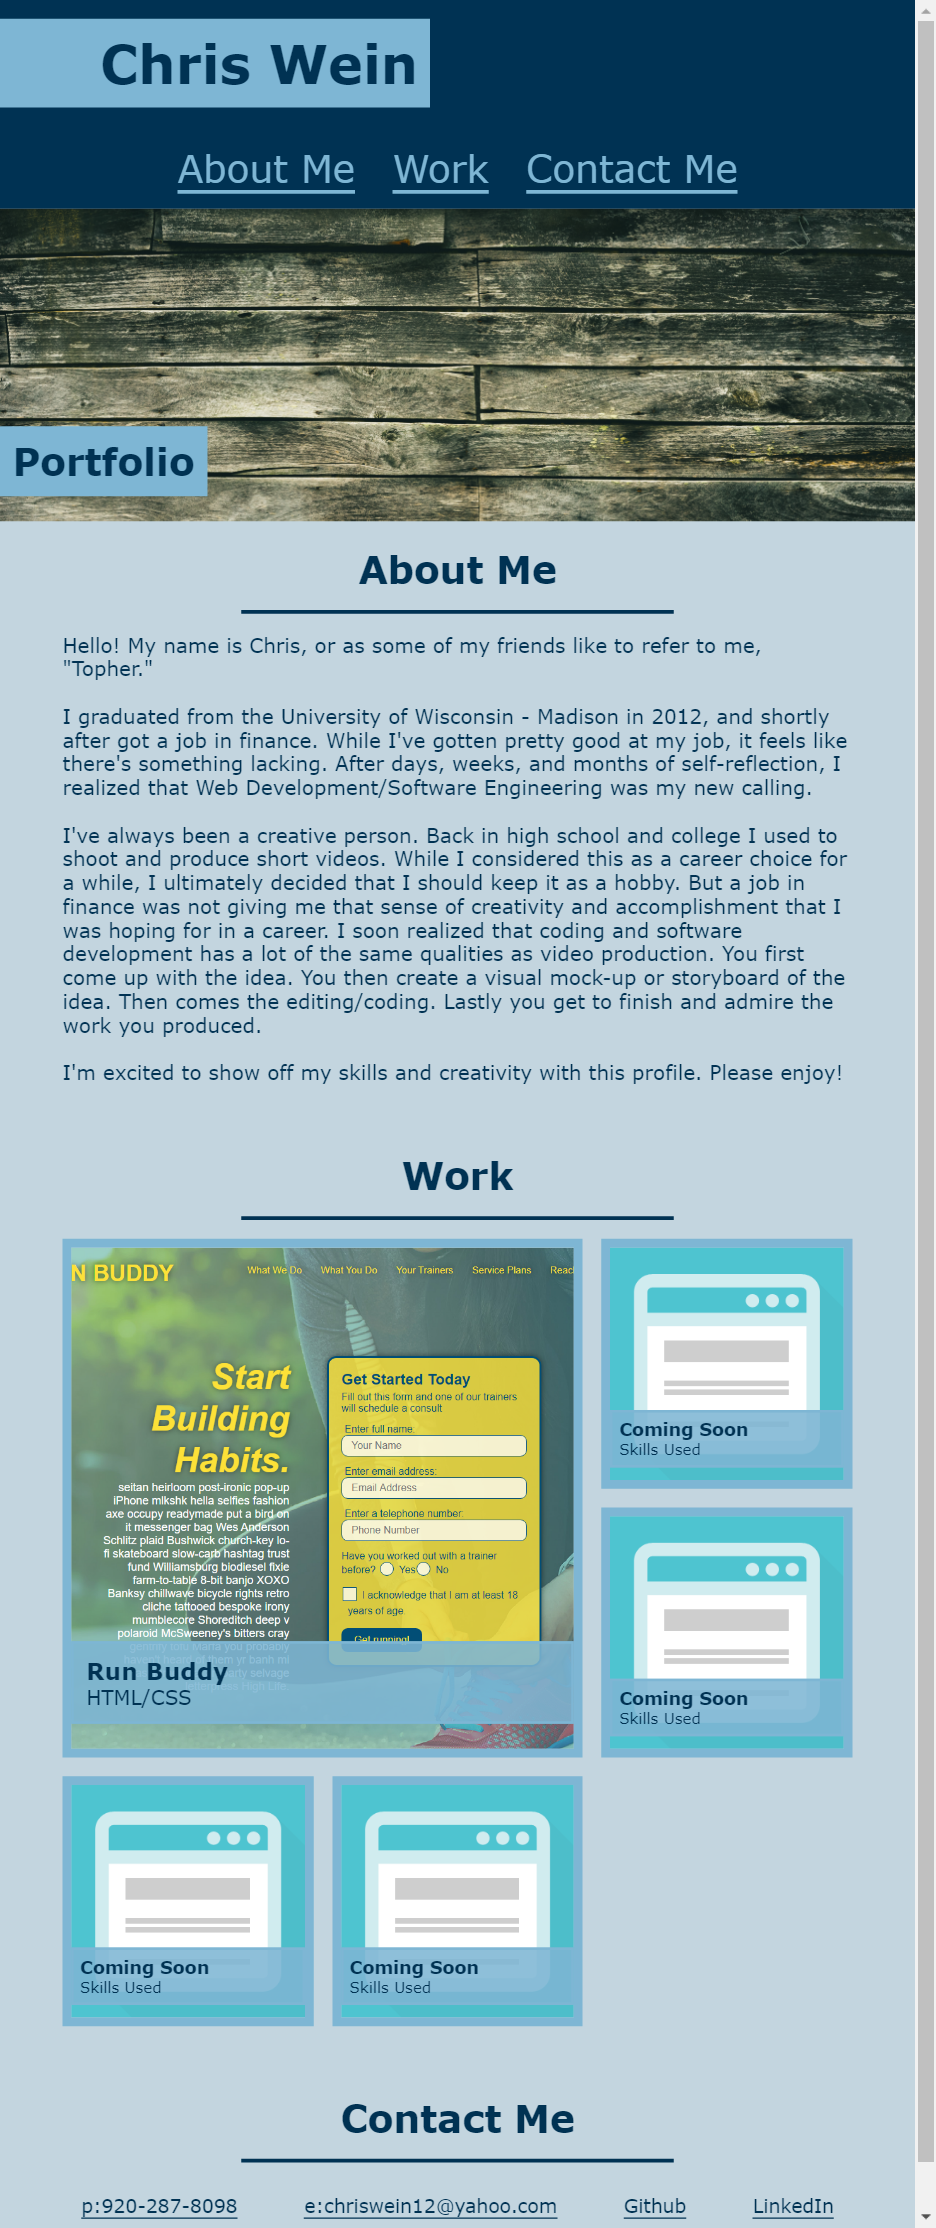 Chris Wein
About Me Work Contact Me
Portfolio
About Me
Hello! My name is Chris, or as some of my friends like to refer to me,
"Topher."
I graduated from the University of Wisconsin - Madison in 2012, and shortly
after got a job in finance. While I've gotten pretty good at my job, it feels like
there's something lacking. After days, weeks, and months of self-reflection, I
realized that Web Development/Software Engineering was my new calling.
I've always been a creative person. Back in high school and college I used to
shoot and produce short videos. While I considered this as a career choice for
a while, I ultimately decided that I should keep it as a hobby. But a job in
finance was not giving me that sense of creativity and accomplishment that I
was hoping for in a career. I soon realized that coding and software
development has a lot of the same qualities as video production. You first
come up with the idea. You then create a visual mock-up or storyboard of the
idea. Then comes the editing/coding. Lastly you get to finish and admire the
work you produced.
I'm excited to show off my skills and creativity with this profile. Please enjoy!
Work
N BUDDY
What We Do What You Do Your Trainers Service Plans Reac
Start
Building
Habits.
seitan heirloom post-ironic pop-up
iPhone mlkshk hella selfies fashion
axe occupy readymade put a bird on
it messenger bag Wes Anderson
Schlitz plaid Bushwick church-key lo-
fi skateboard slow-carb hashtag trust
fund Williamsburg biodiesel fixie
farm-to-table 8-bit banjo XOXO
Banksy chillwave bicycle rights retro
cliche tattooed bespoke irony
mumblecore Shoreditch deep v
polaroid McSweeney's bitters cray
Get Started Today
Fill out this form and one of our trainers
will schedule a consult
Enter full name:
Your Name
Enter email address:
Email Address
Enter a telephone number:
Phone Number
Have you worked out with a trainer
before? Yes No
I acknowledge that I am at least 18
years of age
Get running!
Run Buddy
HTML/CSS
Coming Soon
Skills Used
Coming Soon
Skills Used
Coming Soon
Skills Used
Coming Soon
Skills Used
Contact Me
p:920-287-8098 e:chriswein12@yahoo.com Github LinkedIn